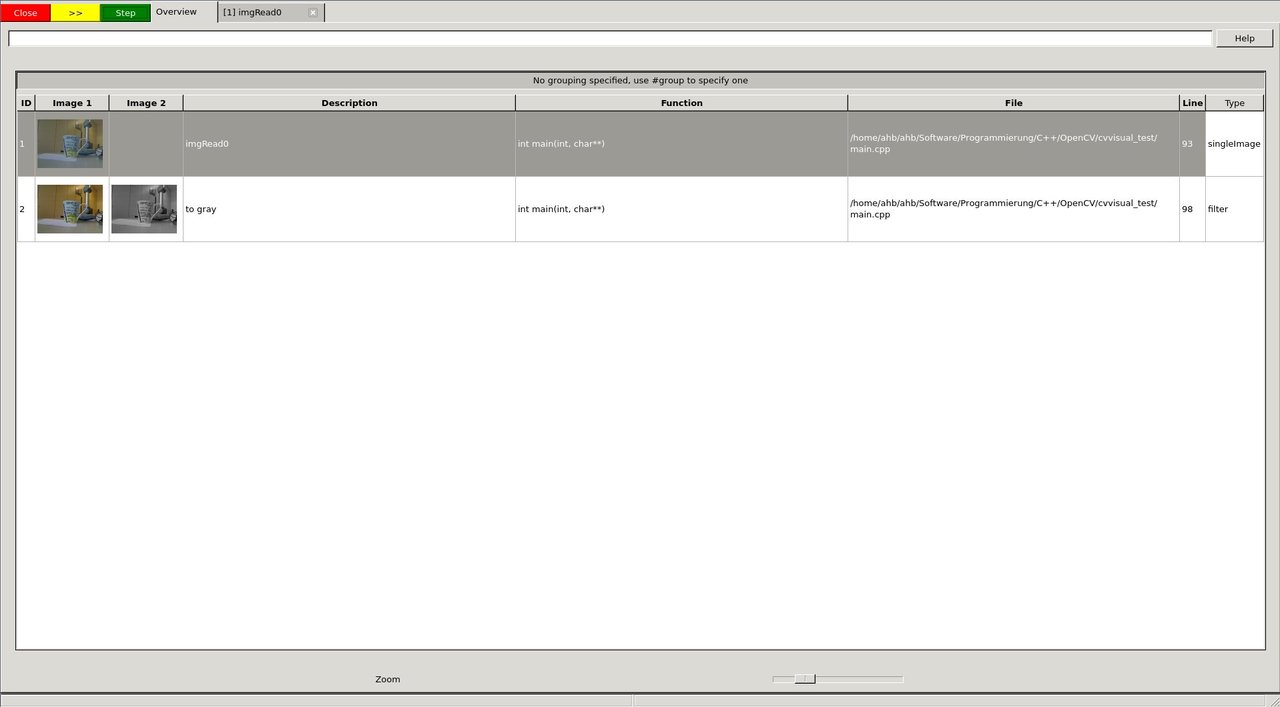 Close >> Step Overview [1] imgRead0
Help
No grouping specified, use #group to specify one
ID Image 1 Image 2 Description Function File Line Type
1 imgRead0 int main(int, char**) /home/ahb/ahb/Software/Programmierung/C++/OpenCV/cvvisual_test/
main.cpp 93 singleImage
2 to gray int main(int, char**) /home/ahb/ahb/Software/Programmierung/C++/OpenCV/cvvisual_test/
main.cpp 98 filter
Zoom